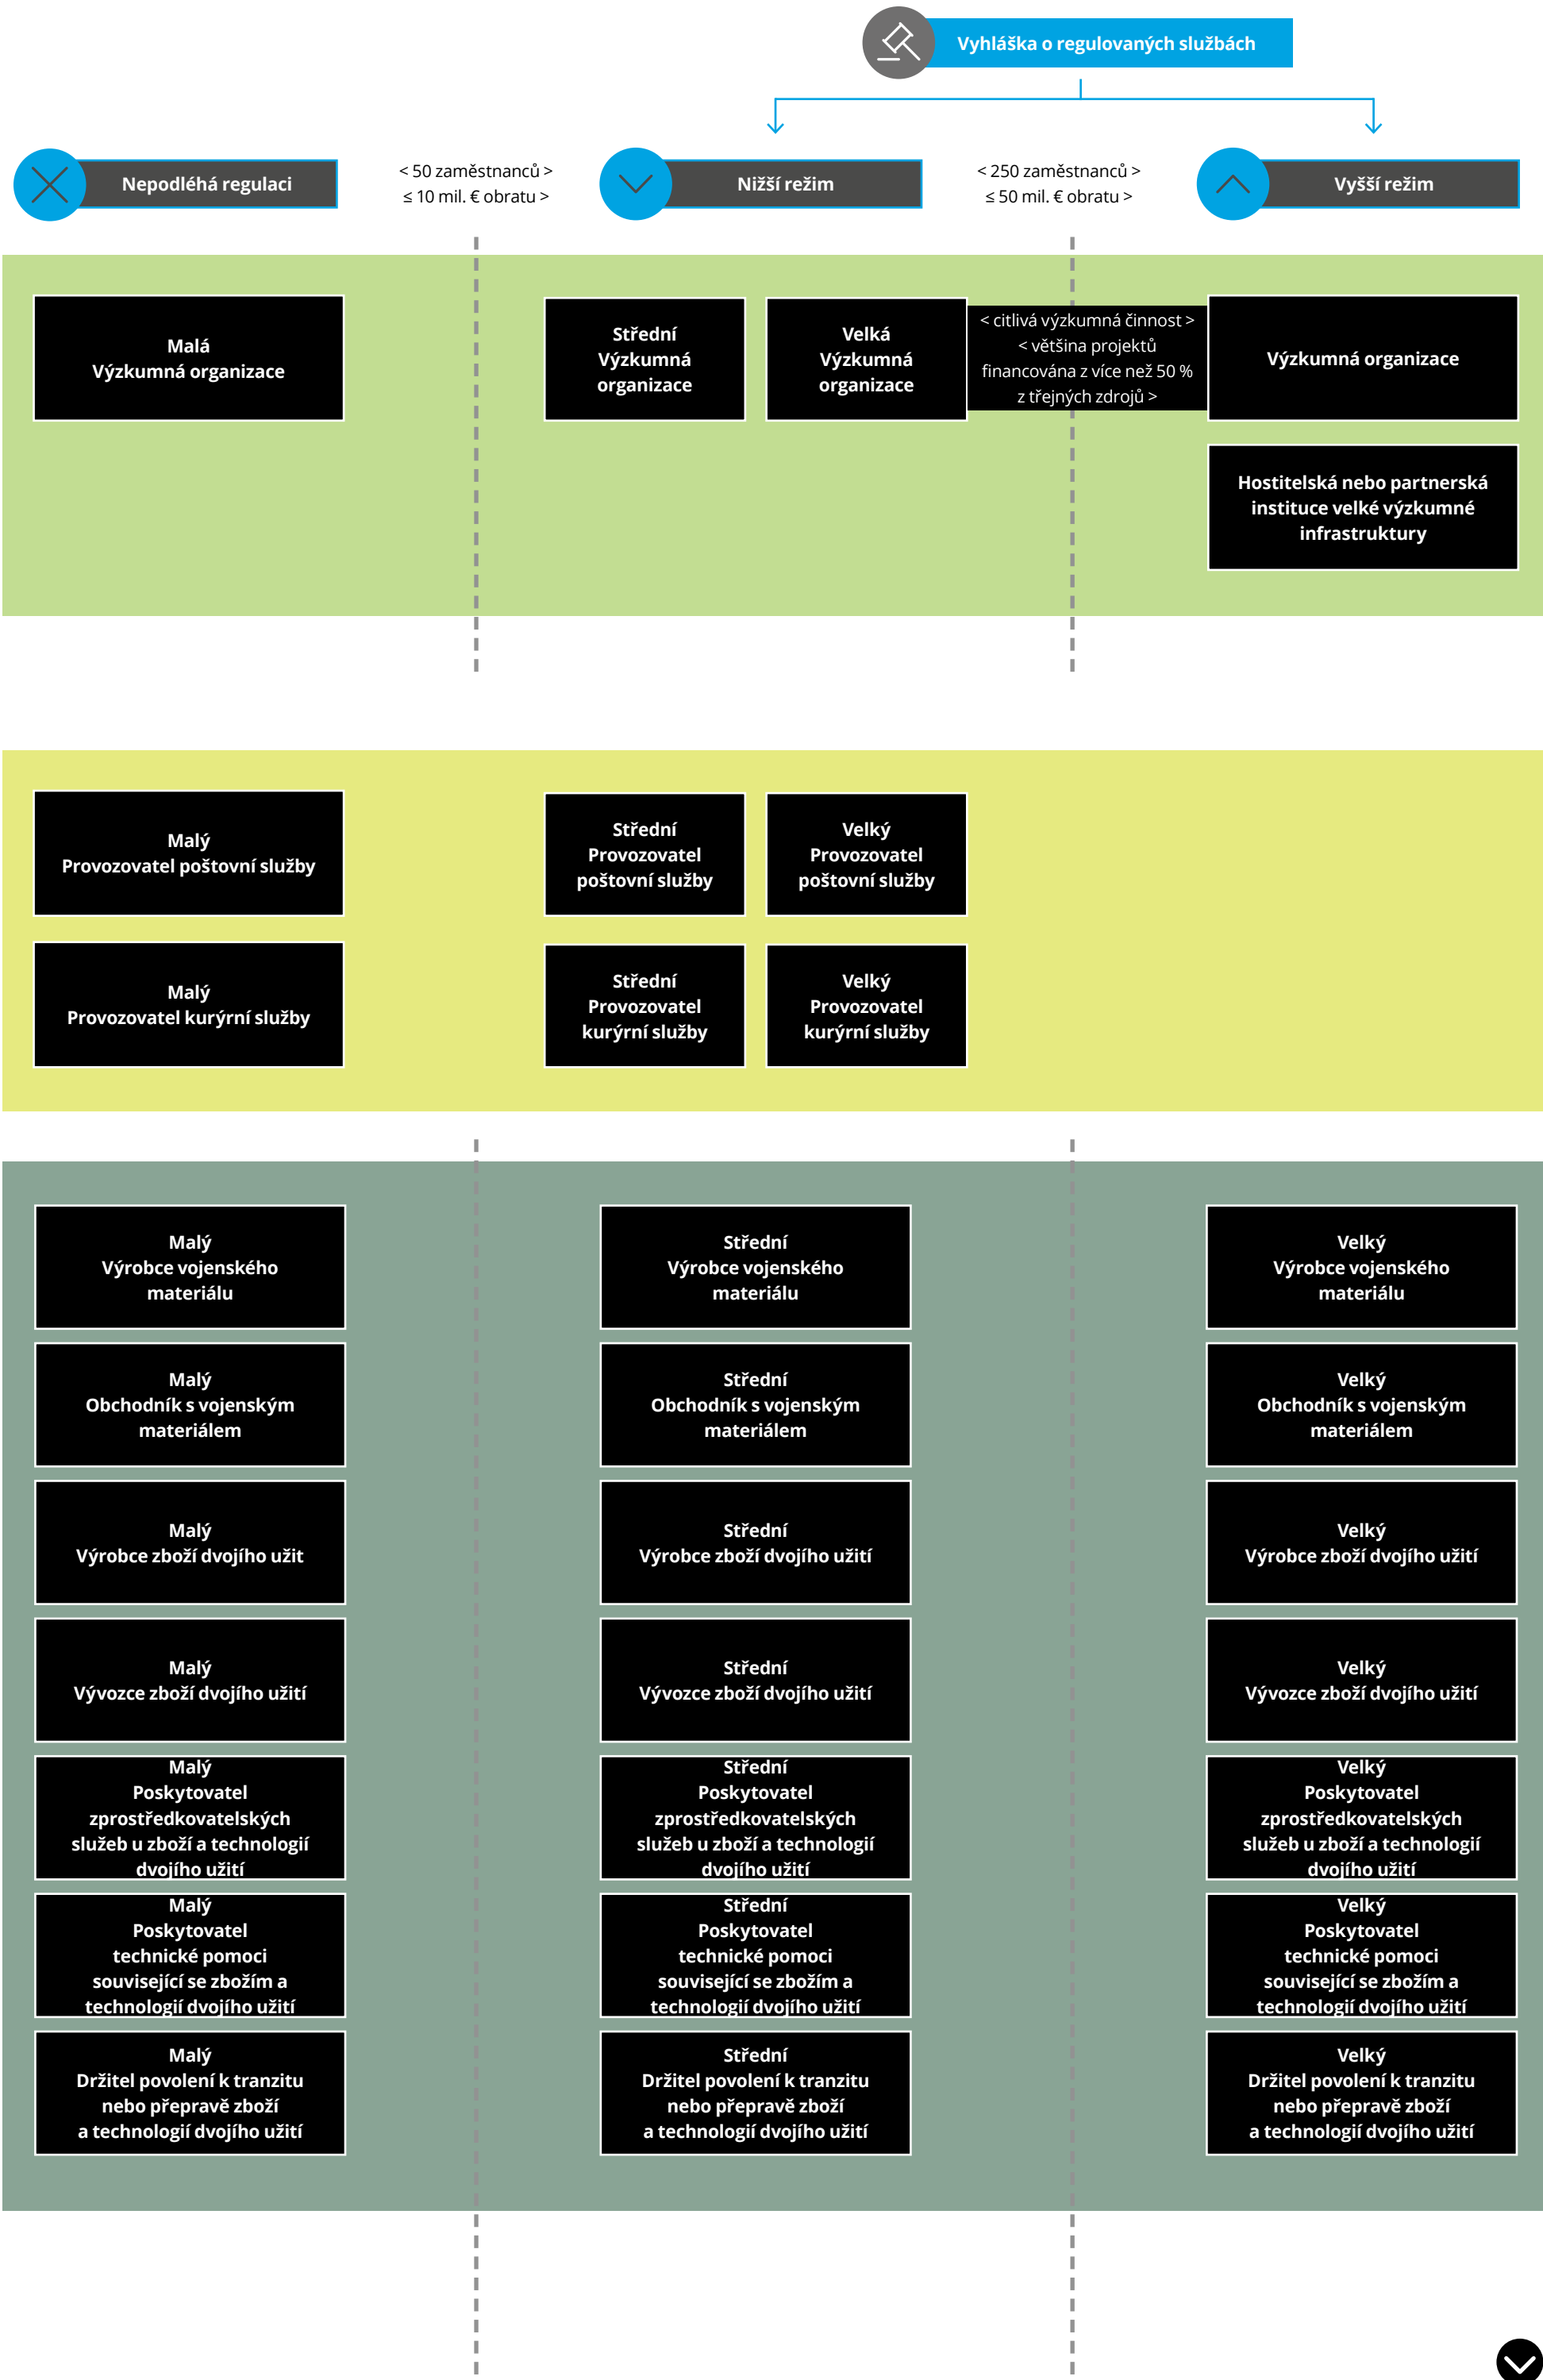 Vyhláška o regulovaných službách
Nepodléhá regulaci
< 50 zaměstnanců >
≤ 10 mil. € obratu >
Nižší režim
< 250 zaměstnanců >
≤ 50 mil. € obratu >
Vyšší režim
Malá
Výzkumná organizace
Střední
Výzkumná
organizace
Velká
Výzkumná
organizace
< citlivá výzkumná činnost >
< většina projektů
financována z více než 50 %
z třejných zdrojů >
Výzkumná organizace
Hostitelská nebo partnerská
instituce velké výzkumné
infrastruktury
Malý
Provozovatel poštovní služby
Střední
Provozovatel
poštovní služby
Velký
Provozovatel
poštovní služby
Malý
Provozovatel kurýrní služby
Střední
Provozovatel
kurýrní služby
Velký
Provozovatel
kurýrní služby
Malý
Výrobce vojenského
materiálu
Střední
Výrobce vojenského
materiálu
Velký
Výrobce vojenského
materiálu
Malý
Obchodník s vojenským
materiálem
Střední
Obchodník s vojenským
materiálem
Velký
Obchodník s vojenským
materiálem
Malý
Výrobce zboží dvojího užit
Střední
Výrobce zboží dvojího užití
Velký
Výrobce zboží dvojího užití
Malý
Vývozce zboží dvojího užití
Střední
Vývozce zboží dvojího užití
Velký
Vývozce zboží dvojího užití
Malý
Poskytovatel
zprostředkovatelských
služeb u zboží a technologií
dvojího užití
Střední
Poskytovatel
zprostředkovatelských
služeb u zboží a technologií
dvojího užití
Velký
Poskytovatel
zprostředkovatelských
služeb u zboží a technologií
dvojího užití
Malý
Poskytovatel
technické pomoci
související se zbožím a
technologií dvojího užití
Střední
Poskytovatel
technické pomoci
související se zbožím a
technologií dvojího užití
Velký
Poskytovatel
technické pomoci
související se zbožím a
technologií dvojího užití
Malý
Držitel povolení k tranzitu
nebo přepravě zboží
a technologií dvojího užití
Střední
Držitel povolení k tranzitu
nebo přepravě zboží
a technologií dvojího užití
Velký
Držitel povolení k tranzitu
nebo přepravě zboží
a technologií dvojího užití